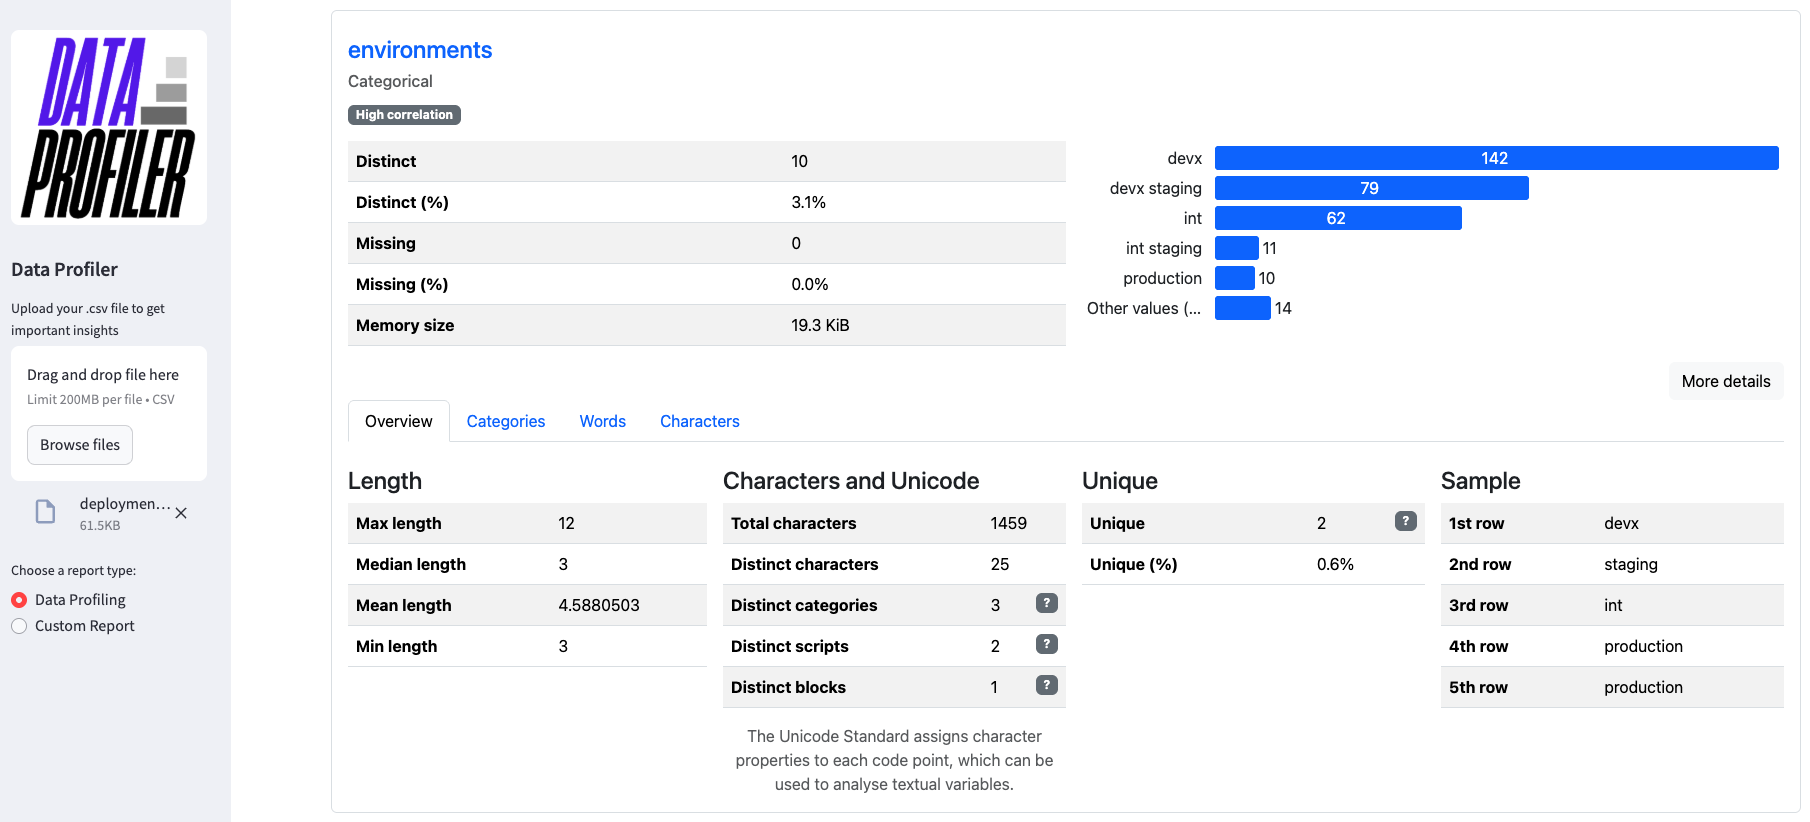 DATA
PROFILER
Data Profiler
Upload your .csv file to get
important insights
Drag and drop file here
Limit 200MB per file • CSV
Browse files
deploymen...
61.5KB
Choose a report type:
Data Profiling
Custom Report
environments
Categorical
High correlation
Distinct 10
Distinct (%) 3.1%
Missing 0
Missing (%) 0.0%
Memory size 19.3 KiB
devx 142
devx staging 79
int 62
int staging 11
production 10
Other values (... 14
More details
Overview Categories Words Characters
Length
Max length 12
Median length 3
Mean length 4.5880503
Min length 3
Characters and Unicode
Total characters 1459
Distinct characters 25
Distinct categories 3 ?
Distinct scripts 2 ?
Distinct blocks 1 ?
The Unicode Standard assigns character
properties to each code point, which can be
used to analyse textual variables.
Unique
Unique 2 ?
Unique (%) 0.6%
Sample
1st row devx
2nd row staging
3rd row int
4th row production
5th row production